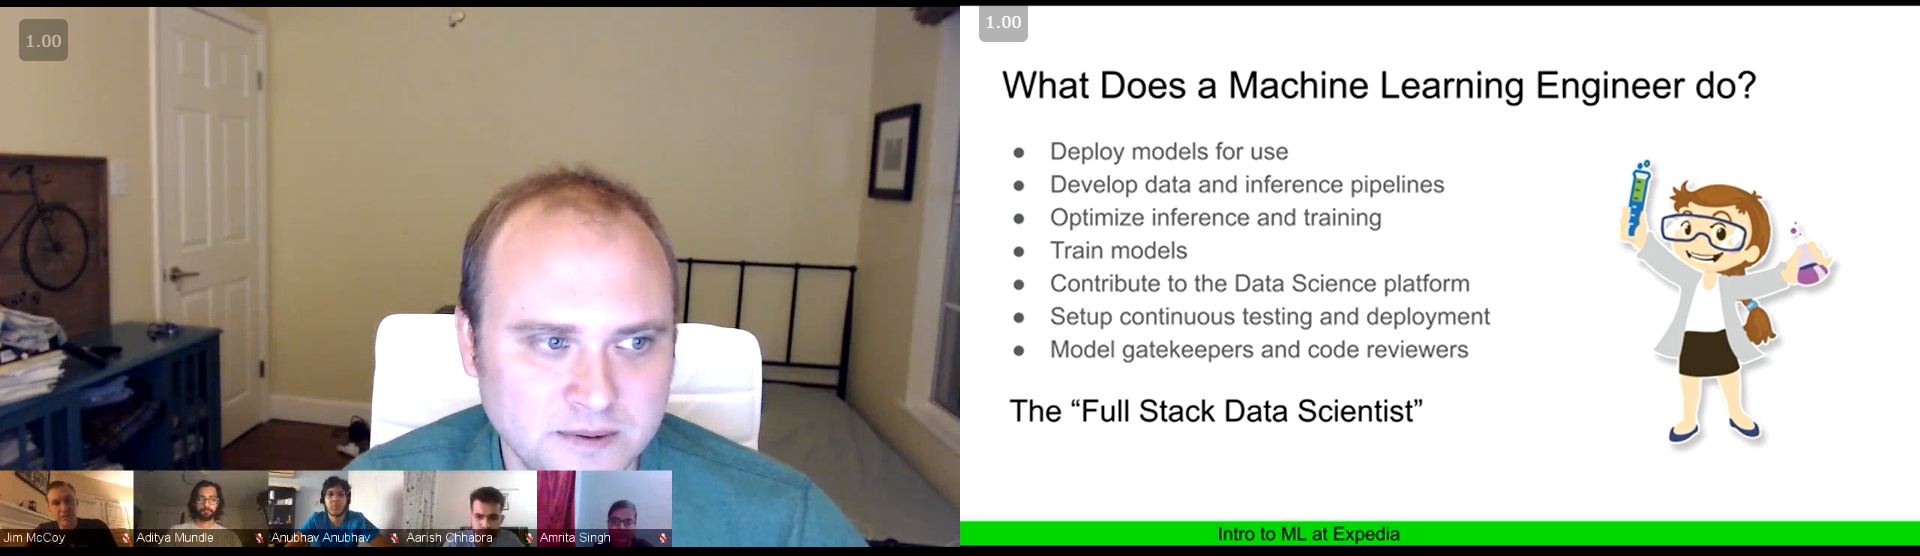 1.00
Jim McCoy
Aditya Mundle
Anubhav Anubhav
Aarish Chhabra
Amrita Singh
1.00
What Does a Machine Learning Engineer do?
● Deploy models for use
● Develop data and inference pipelines
● Optimize inference and training
● Train models
● Contribute to the Data Science platform
● Setup continuous testing and deployment
● Model gatekeepers and code reviewers
The “Full Stack Data Scientist”
Intro to ML at Expedia